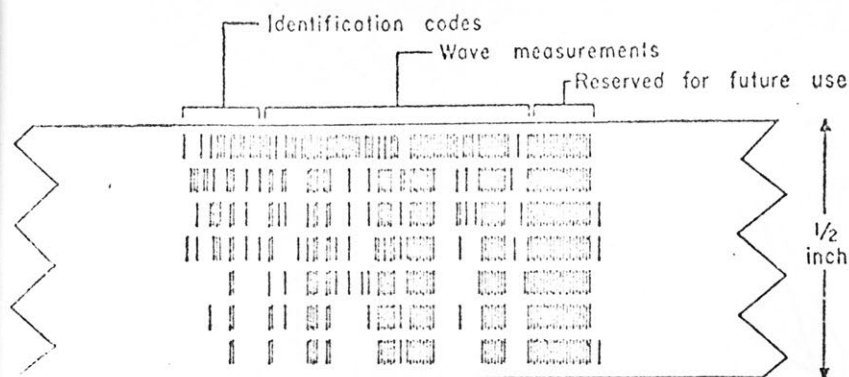 Identification codes
Wave measurements
Reserved for future use
1/2
inch